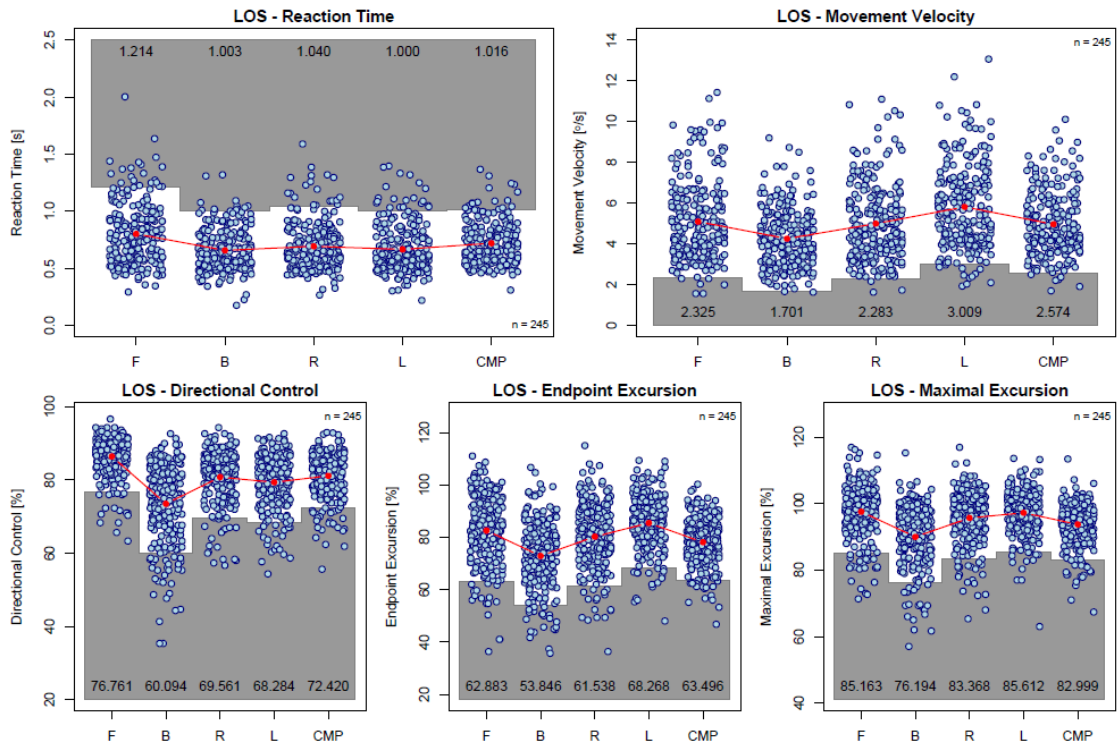 LOS - Reaction Time
Reaction Time [s]
2.5
2.0
1.5
1.0
0.5
0.0
1.214 1.003 1.040 1.000 1.016
n = 245
F B R L CMP
LOS - Movement Velocity
Movement Velocity [º/s]
14
12
10
8
6
4
2
0
n = 245
2.325 1.701 2.283 3.009 2.574
F B R L CMP
LOS - Directional Control
Directional Control [%]
100
80
60
40
20
n = 245
76.761 60.094 69.561 68.284 72.420
F B R L CMP
LOS - Endpoint Excursion
Endpoint Excursion [%]
120
100
80
60
40
20
n = 245
62.883 53.846 61.538 68.268 63.496
F B R L CMP
LOS - Maximal Excursion
Maximal Excursion [%]
120
100
80
60
40
n = 245
85.163 76.194 83.368 85.612 82.999
F B R L CMP